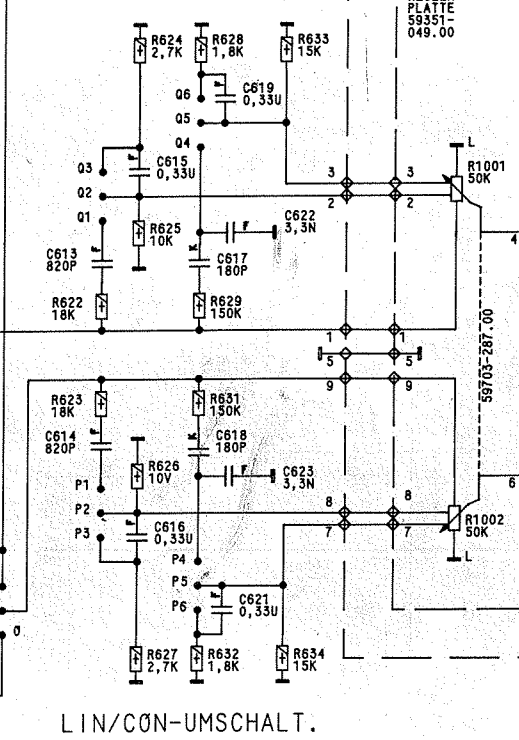 PLATTE
59351-
049.00
R624
2,7K
R628
1,8K
R633
15K
Q6
C619
0,33U
Q5
Q4
Q3
C615
0,33U
L
R1001
50K
3
3
Q2
2
2
Q1
R625
10K
C622
3,3N
4
C613
820P
C617
180P
R622
18K
R629
150K
1
1
5
5
9
9
59703-287.00
R623
18K
R631
150K
C614
820P
C618
180P
P1
R626
10V
C623
3,3N
6
8
8
P2
R1002
50K
P3
C616
0,33U
7
7
P4
L
P5
P6
C621
0,33U
Ø
R627
2,7K
R632
1,8K
R634
15K
LIN/CØN-UMSCHALT.